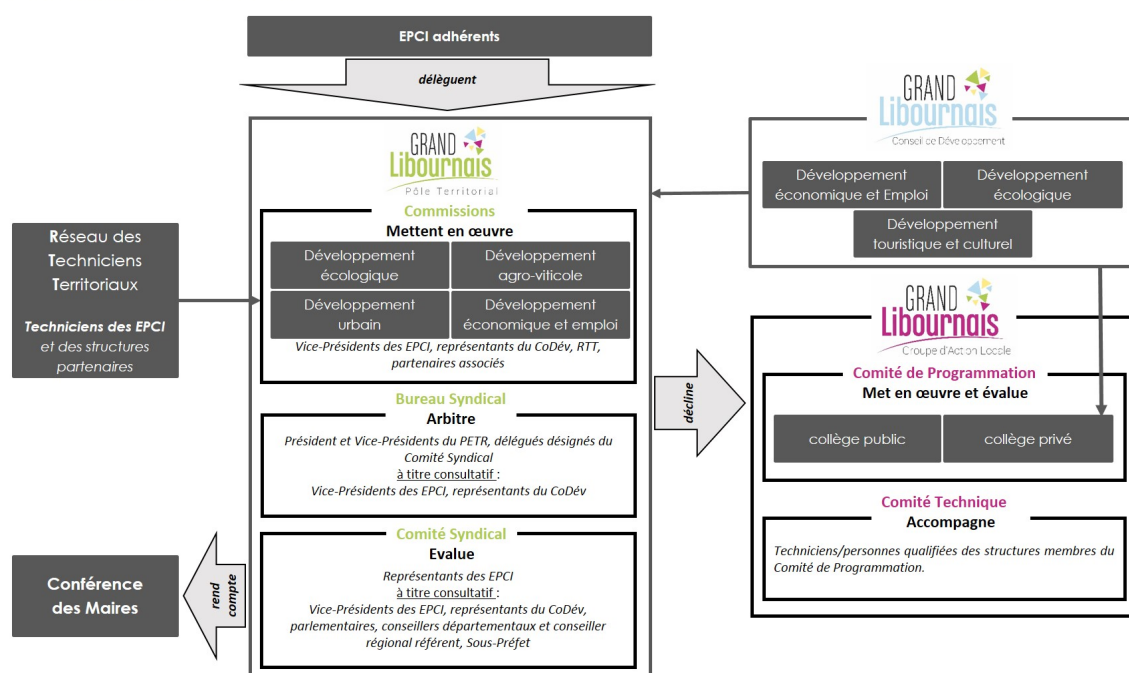 EPCI adhérents
délèguent
GRAND
Libournais
Pôle Territorial
Commissions
Mettent en œuvre
Développement
écologique
Développement
agro-viticole
Développement
urbain
Développement
économique et emploi
Vice-Présidents des EPCI, représentants du CoDév, RTT,
partenaires associés
Bureau Syndical
Arbitre
Président et Vice-Présidents du PETR, délégués désignés du
Comité Syndical
à titre consultatif :
Vice-Présidents des EPCI, représentants du CoDév
Comité Syndical
Evalue
Représentants des EPCI
à titre consultatif :
Vice-Présidents des EPCI, représentants du CoDév,
parlementaires, conseillers départementaux et conseiller
régional référent, Sous-Préfet
Réseau des
Techniciens
Territoriaux
Techniciens des EPCI
et des structures
partenaires
rend
compte
Conférence
des Maires
décline
GRAND
Libournais
Conseil de Développement
Développement
économique et Emploi
Développement
écologique
Développement
touristique et culturel
GRAND
Libournais
Groupe d'Action Locale
Comité de Programmation
Met en œuvre et évalue
collège public
collège privé
Comité Technique
Accompagne
Techniciens/personnes qualifiées des structures membres du
Comité de Programmation.